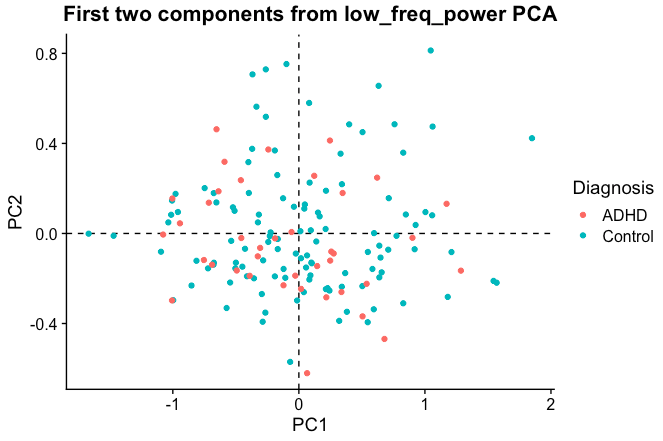 First two components from low_freq_power PCA
0.8
0.4
0.0
-0.4
PC2
-1
0
1
2
PC1
Diagnosis
ADHD
Control